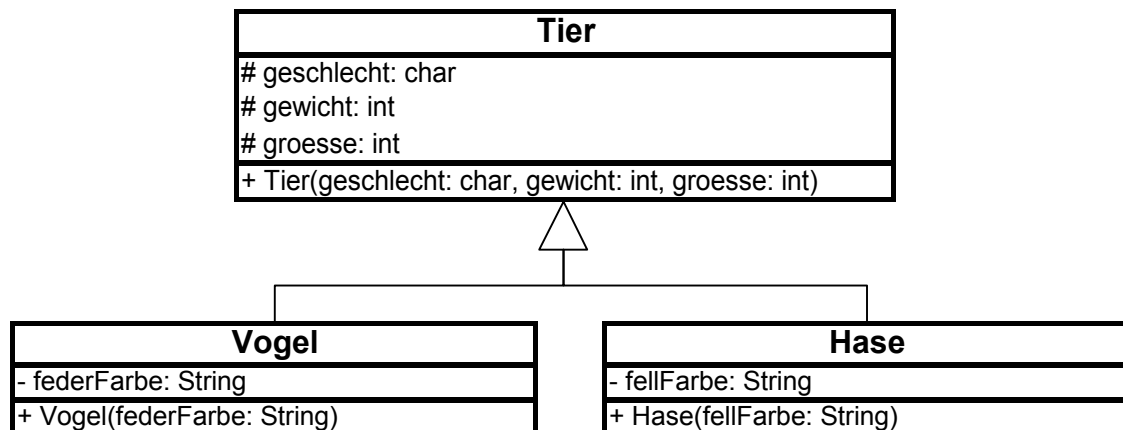 Tier
# geschlecht: char
# gewicht: int
# groesse: int
+ Tier(geschlecht: char, gewicht: int, groesse: int)
Vogel
- federFarbe: String
+ Vogel(federFarbe: String)
Hase
- fellFarbe: String
+ Hase(fellFarbe: String)